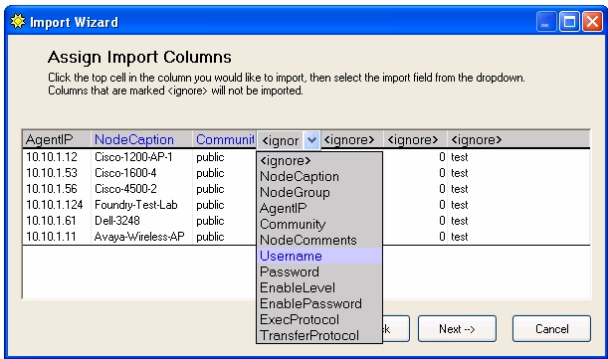 Import Wizard
Assign Import Columns
Click the top cell in the column you would like to import, then select the import field from the dropdown.
Columns that are marked <ignore> will not be imported.
AgentIP NodeCaption Communit <ignor <ignore> <ignore> <ignore>
10.10.1.12 Cisco-1200-AP-1 public 0 test
10.10.1.53 Cisco-1600-4 public 0 test
10.10.1.56 Cisco-4500-2 public 0 test
10.10.1.124 Foundry-Test-Lab public 0 test
10.10.1.61 Dell-3248 public 0 test
10.10.1.11 Avaya-Wireless-AP public 0 test
<ignore>
NodeCaption
NodeGroup
AgentIP
Community
NodeComments
Username
Password
EnableLevel
EnablePassword
ExecProtocol
TransferProtocol
k Next --> Cancel